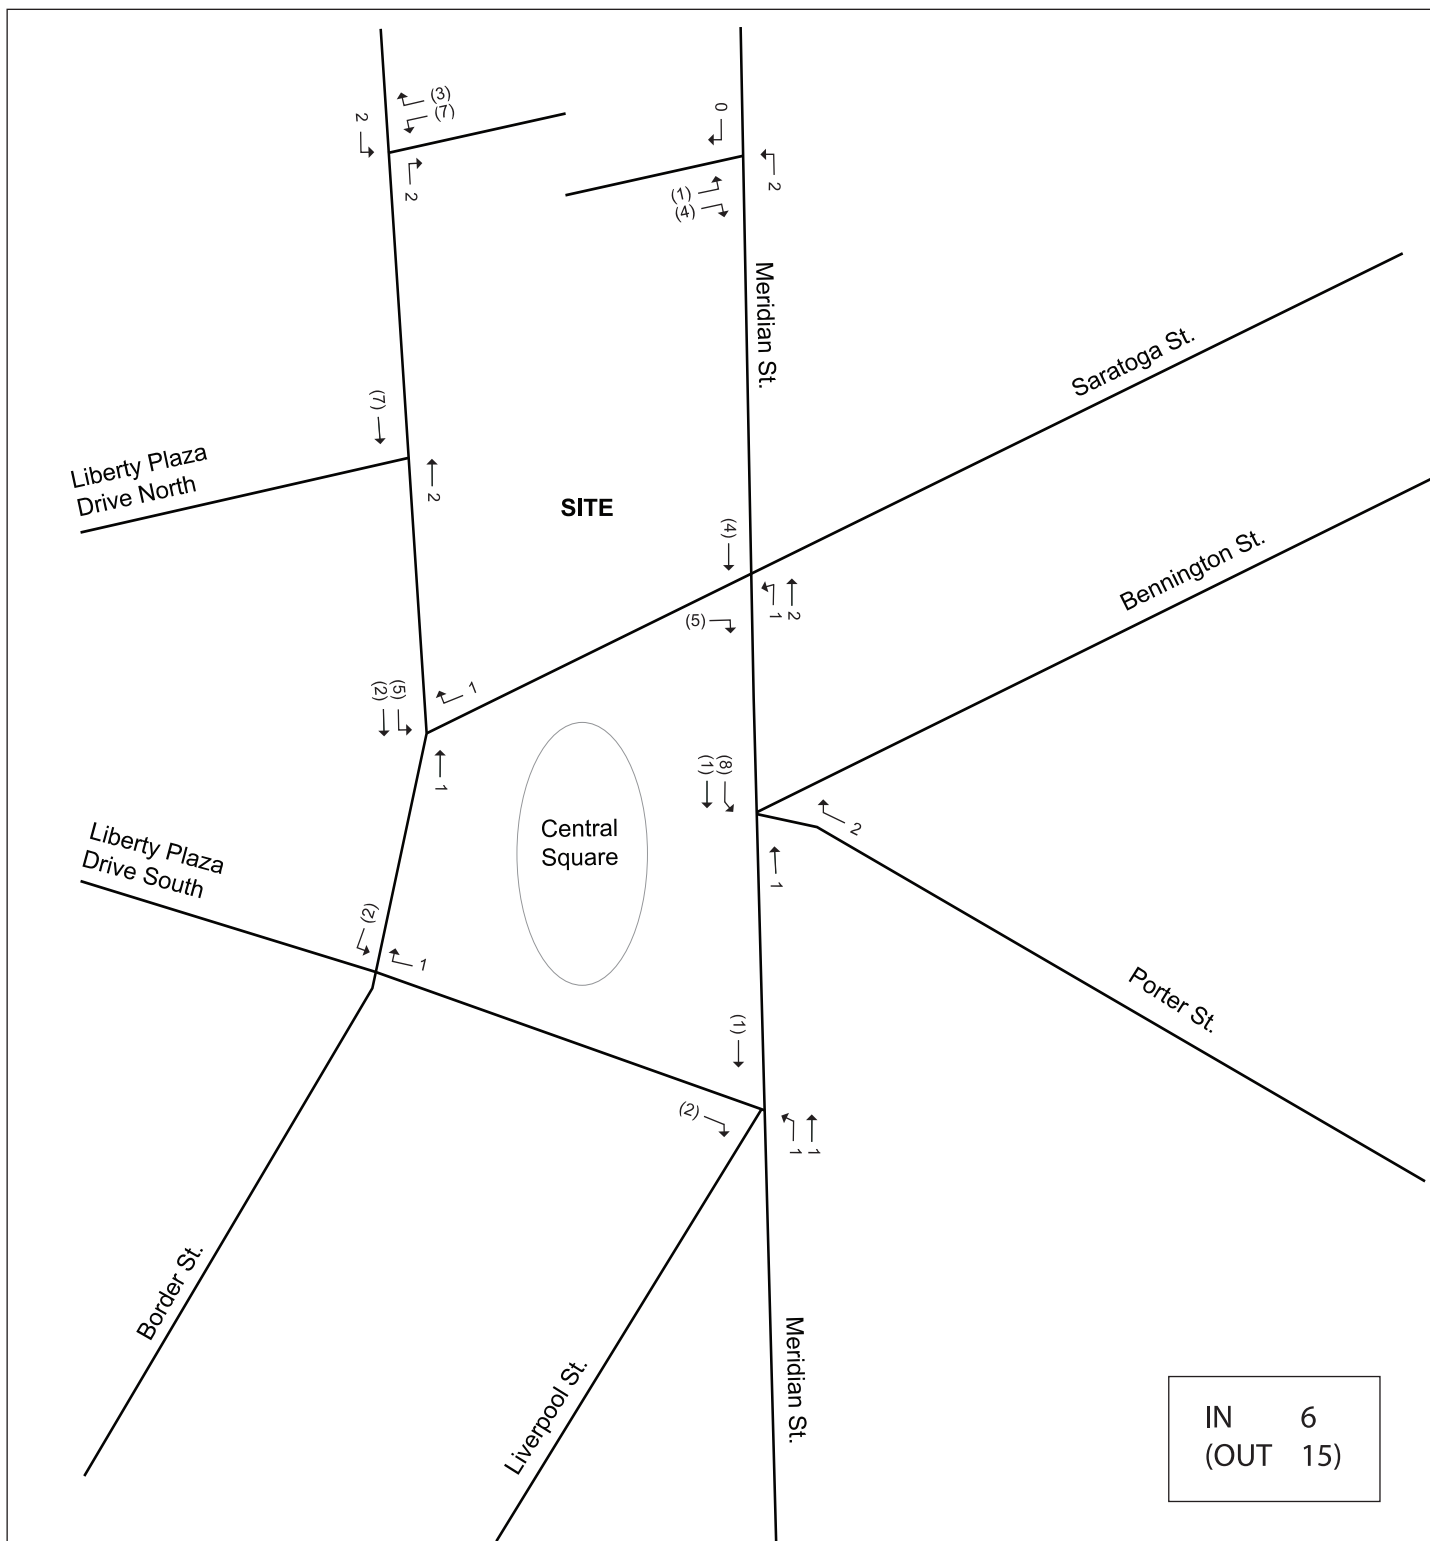 (3)
(7)
2
2
0
2
(1)
(4)
Meridian St.
Saratoga St.
(7)
Liberty Plaza
Drive North
2
SITE
(4)
Bennington St.
1
2
(5)
(5)
(2)
1
1
(8)
(1)
Central
Square
2
1
Liberty Plaza
Drive South
(2)
1
Porter St.
(1)
(2)
1
1
Border St.
Liverpool St.
Meridian St.
IN 6
(OUT 15)